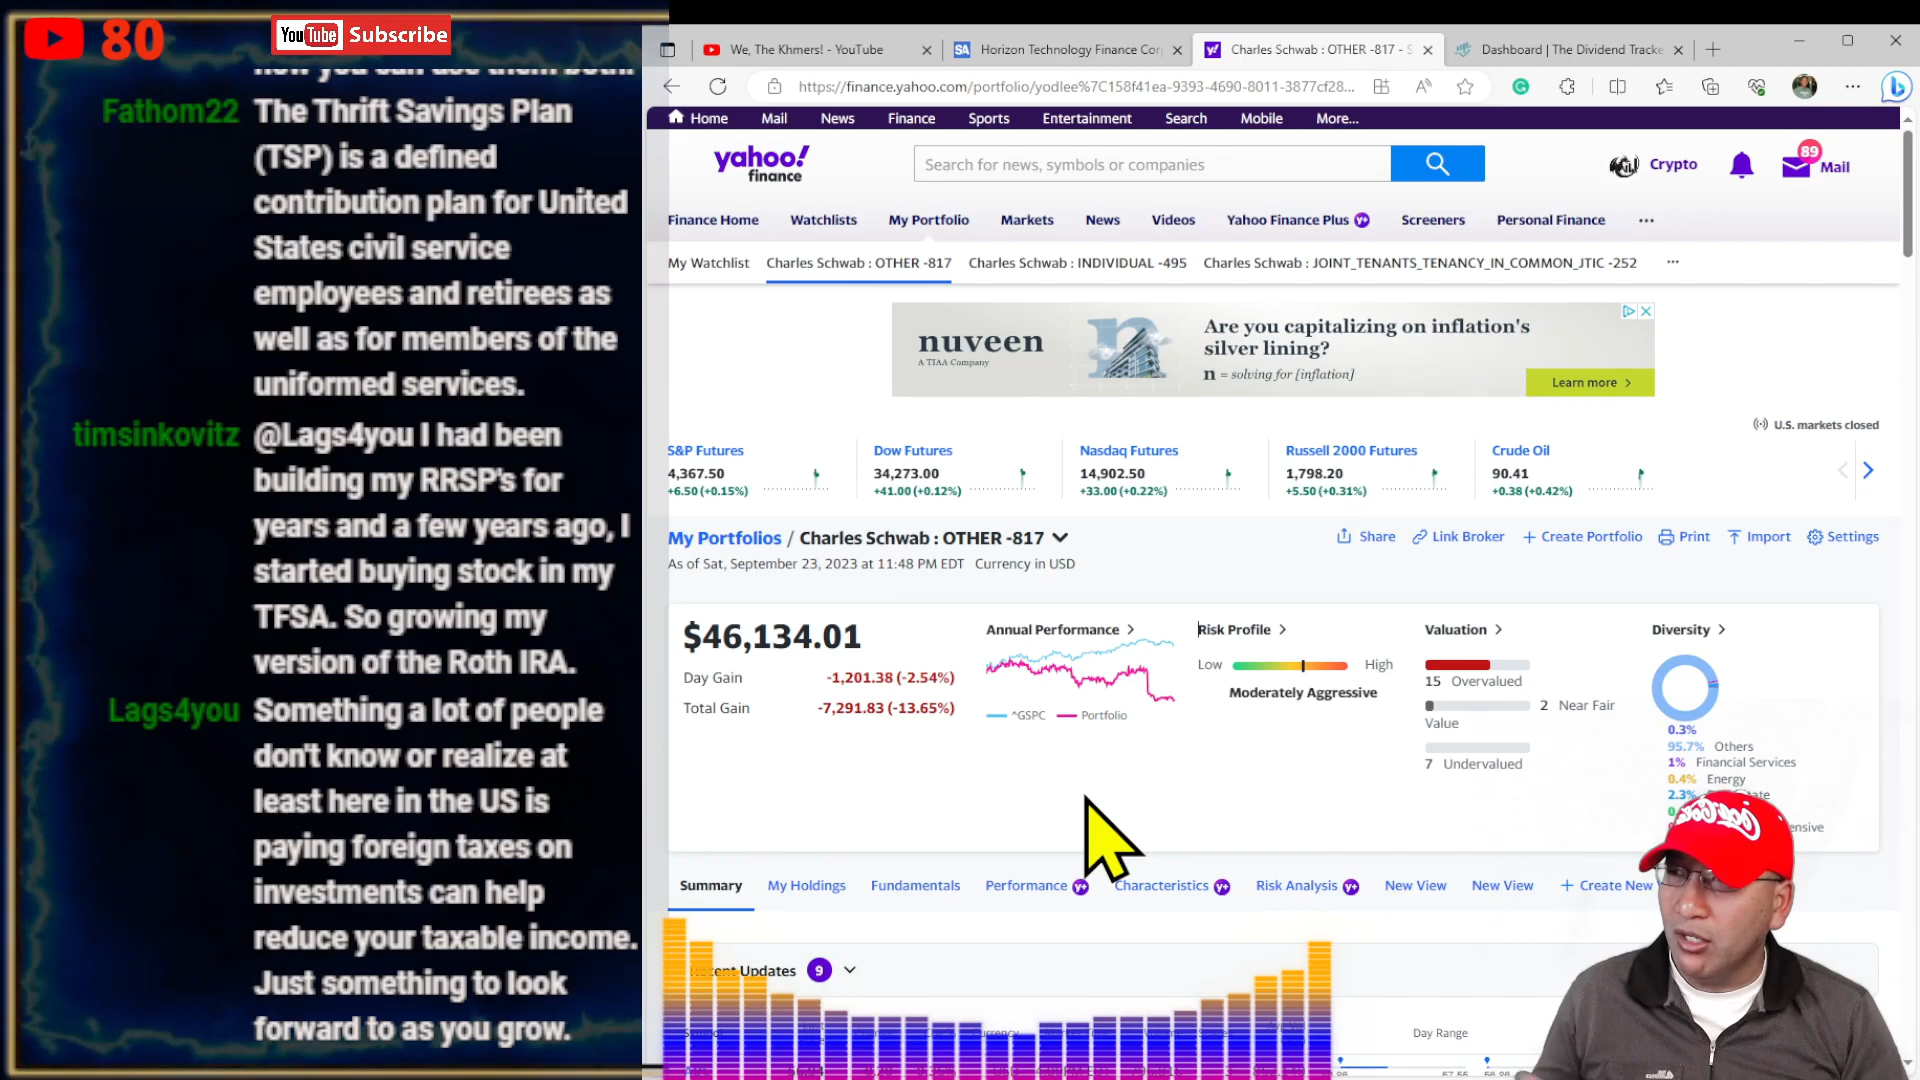 80
YouTube Subscribe
now you can use them both.
Fathom22 The Thrift Savings Plan
(TSP) is a defined
contribution plan for United
States civil service
employees and retirees as
well as for members of the
uniformed services.
timsinkovitz @Lags4you I had been
building my RRSP's for
years and a few years ago, I
started buying stock in my
TFSA. So growing my
version of the Roth IRA.
Lags4you Something a lot of people
don't know or realize at
least here in the US is
paying foreign taxes on
investments can help
reduce your taxable income.
Just something to look
forward to as you grow.
We, The Khmers! - YouTube
SA Horizon Technology Finance Cor
y! Charles Schwab : OTHER -817 - S
Dashboard | The Dividend Tracke
https://finance.yahoo.com/portfolio/yodlee%7C158f41ea-9393-4690-8011-3877cf28...
Home Mail News Finance Sports Entertainment Search Mobile More...
yahoo!
finance
Search for news, symbols or companies
Crypto
89
Mail
Finance Home Watchlists My Portfolio Markets News Videos Yahoo Finance Plus Screeners Personal Finance
My Watchlist Charles Schwab : OTHER -817 Charles Schwab : INDIVIDUAL -495 Charles Schwab : JOINT_TENANTS_TENANCY_IN_COMMON_JTIC -252
nuveen
A TIAA Company
Are you capitalizing on inflation's
silver lining?
n = solving for [inflation]
Learn more >
U.S. markets closed
S&P Futures
4,367.50
+6.50 (+0.15%)
Dow Futures
34,273.00
+41.00 (+0.12%)
Nasdaq Futures
14,902.50
+33.00 (+0.22%)
Russell 2000 Futures
1,798.20
+5.50 (+0.31%)
Crude Oil
90.41
+0.38 (+0.42%)
My Portfolios / Charles Schwab : OTHER -817
Share Link Broker + Create Portfolio Print Import Settings
As of Sat, September 23, 2023 at 11:48 PM EDT Currency in USD
$46,134.01
Day Gain -1,201.38 (-2.54%)
Total Gain -7,291.83 (-13.65%)
Annual Performance >
^GSPC Portfolio
Risk Profile >
Low High
Moderately Aggressive
Valuation >
15 Overvalued
2 Near Fair
Value
7 Undervalued
Diversity >
0.3%
95.7% Others
1% Financial Services
0.4% Energy
2.3%
Coca-Cola
Summary My Holdings Fundamentals Performance Characteristics Risk Analysis New View New View + Create New
Recent Updates 9
Day Range